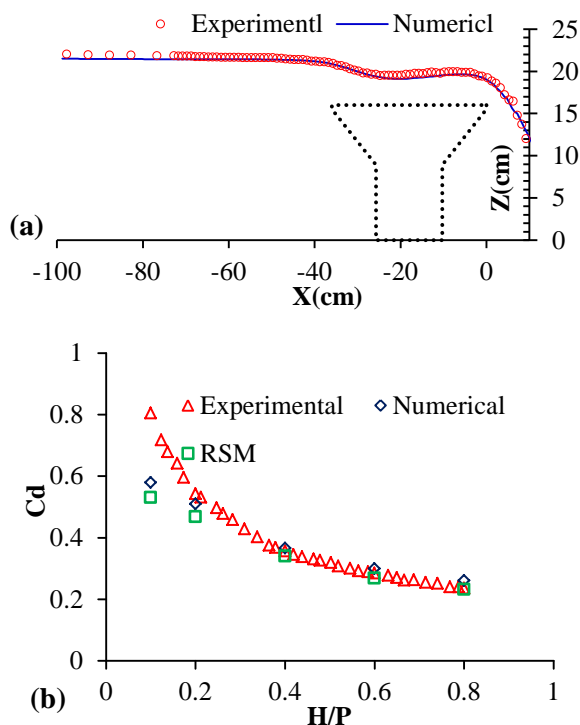 Experimentl Numericl
25
20
15
10
5
0
Z(cm)
(a)
-100 -80 -60 -40 -20 0
X(cm)
1
0.8
0.6
0.4
0.2
0
Cd
Experimental Numerical
RSM
0 0.2 0.4 0.6 0.8 1
(b)
H/P